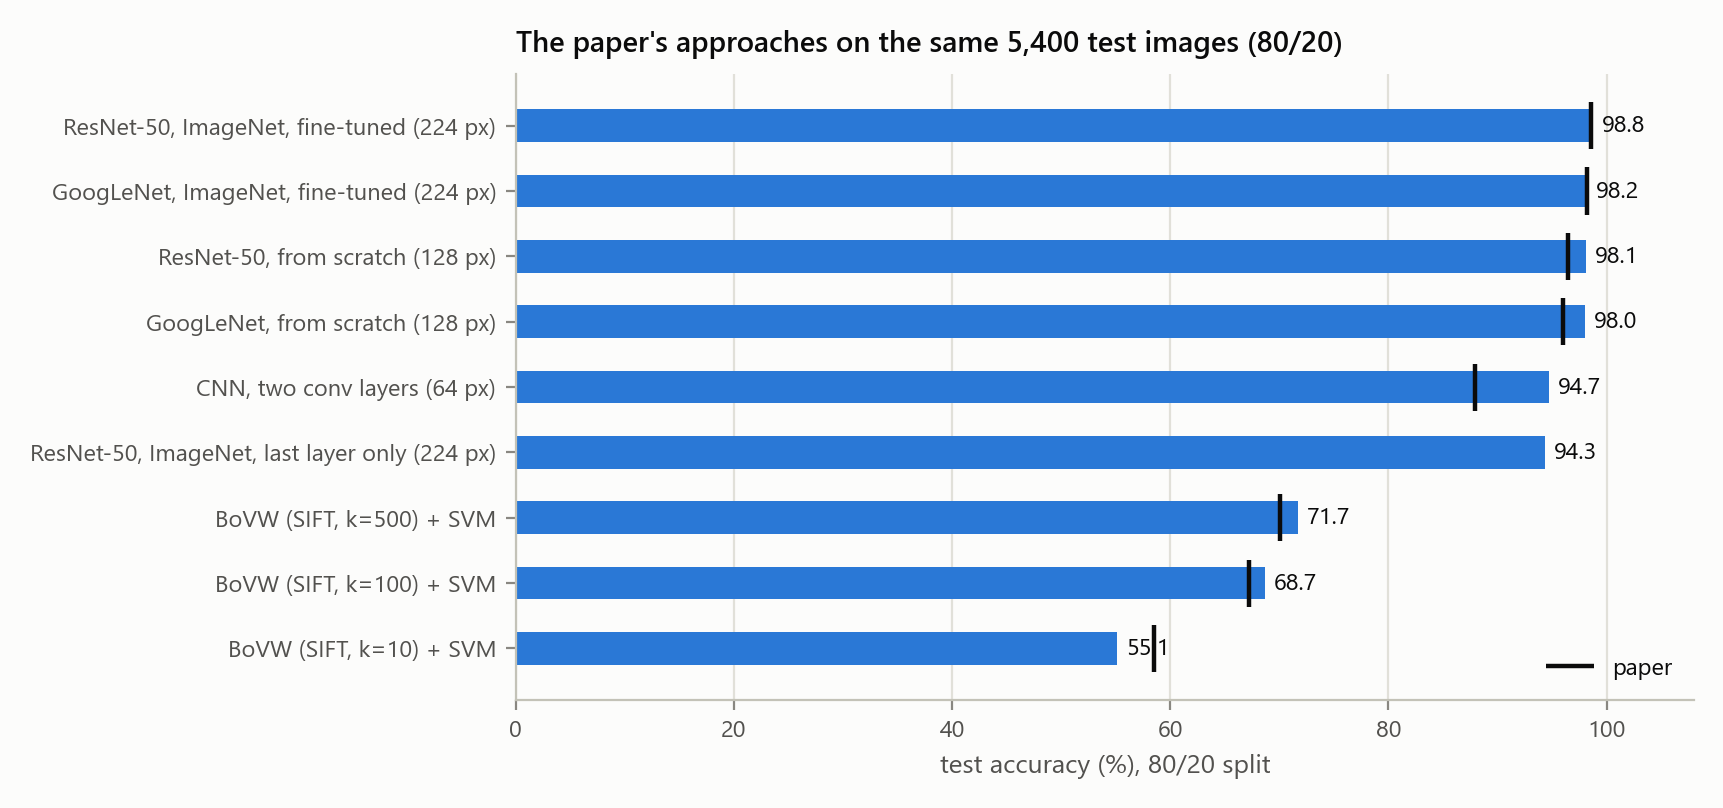 The paper's approaches on the same 5,400 test images (80/20)
ResNet-50, ImageNet, fine-tuned (224 px) 98.8
GoogLeNet, ImageNet, fine-tuned (224 px) 98.2
ResNet-50, from scratch (128 px) 98.1
GoogLeNet, from scratch (128 px) 98.0
CNN, two conv layers (64 px) 94.7
ResNet-50, ImageNet, last layer only (224 px) 94.3
BoVW (SIFT, k=500) + SVM 71.7
BoVW (SIFT, k=100) + SVM 68.7
BoVW (SIFT, k=10) + SVM 55.1
paper
0 20 40 60 80 100
test accuracy (%), 80/20 split